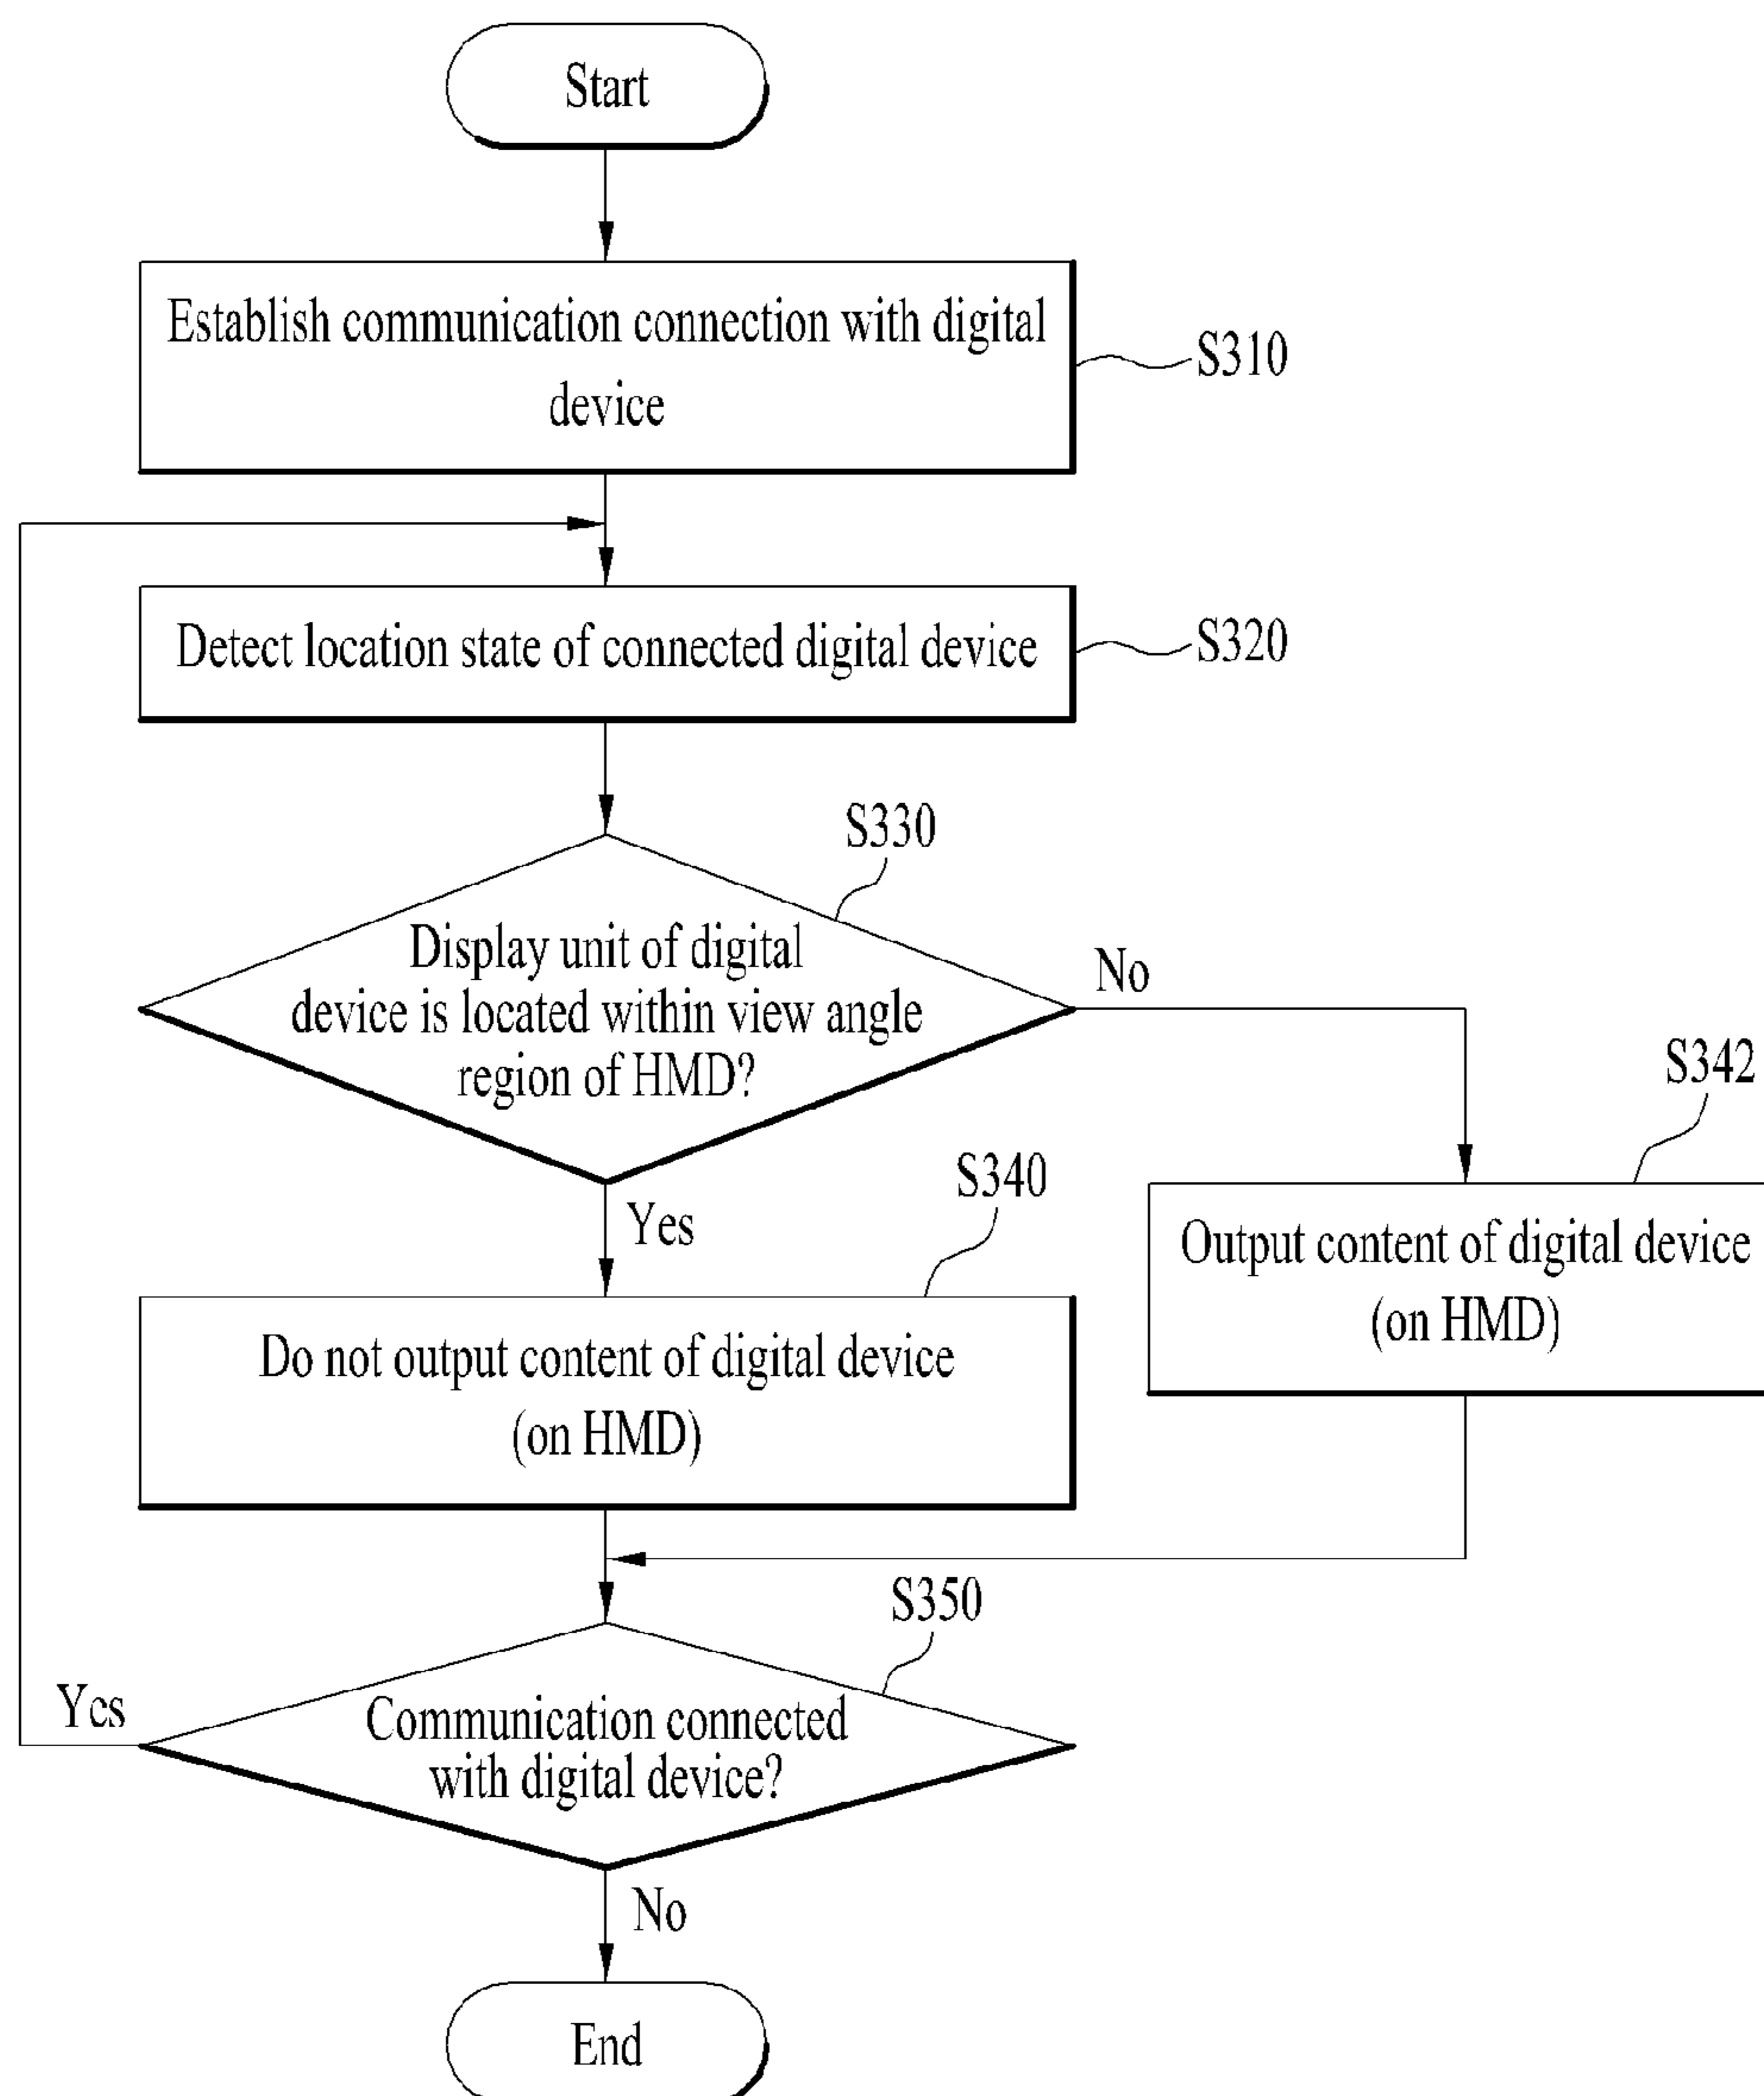 Start
Establish communication connection with digital
device
S310
Detect location state of connected digital device
S320
S330
Display unit of digital
device is located within view angle
region of HMD?
No
S342
Yes
S340
Output content of digital device
(on HMD)
Do not output content of digital device
(on HMD)
S350
Yes
Communication connected
with digital device?
No
End